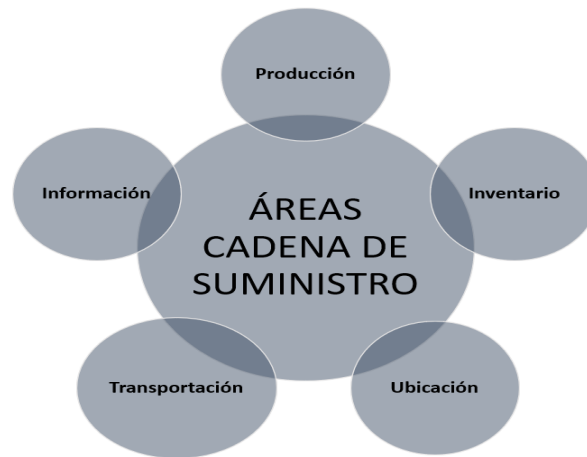 Producción
Información
Inventario
ÁREAS
CADENA DE
SUMINISTRO
Transportación
Ubicación